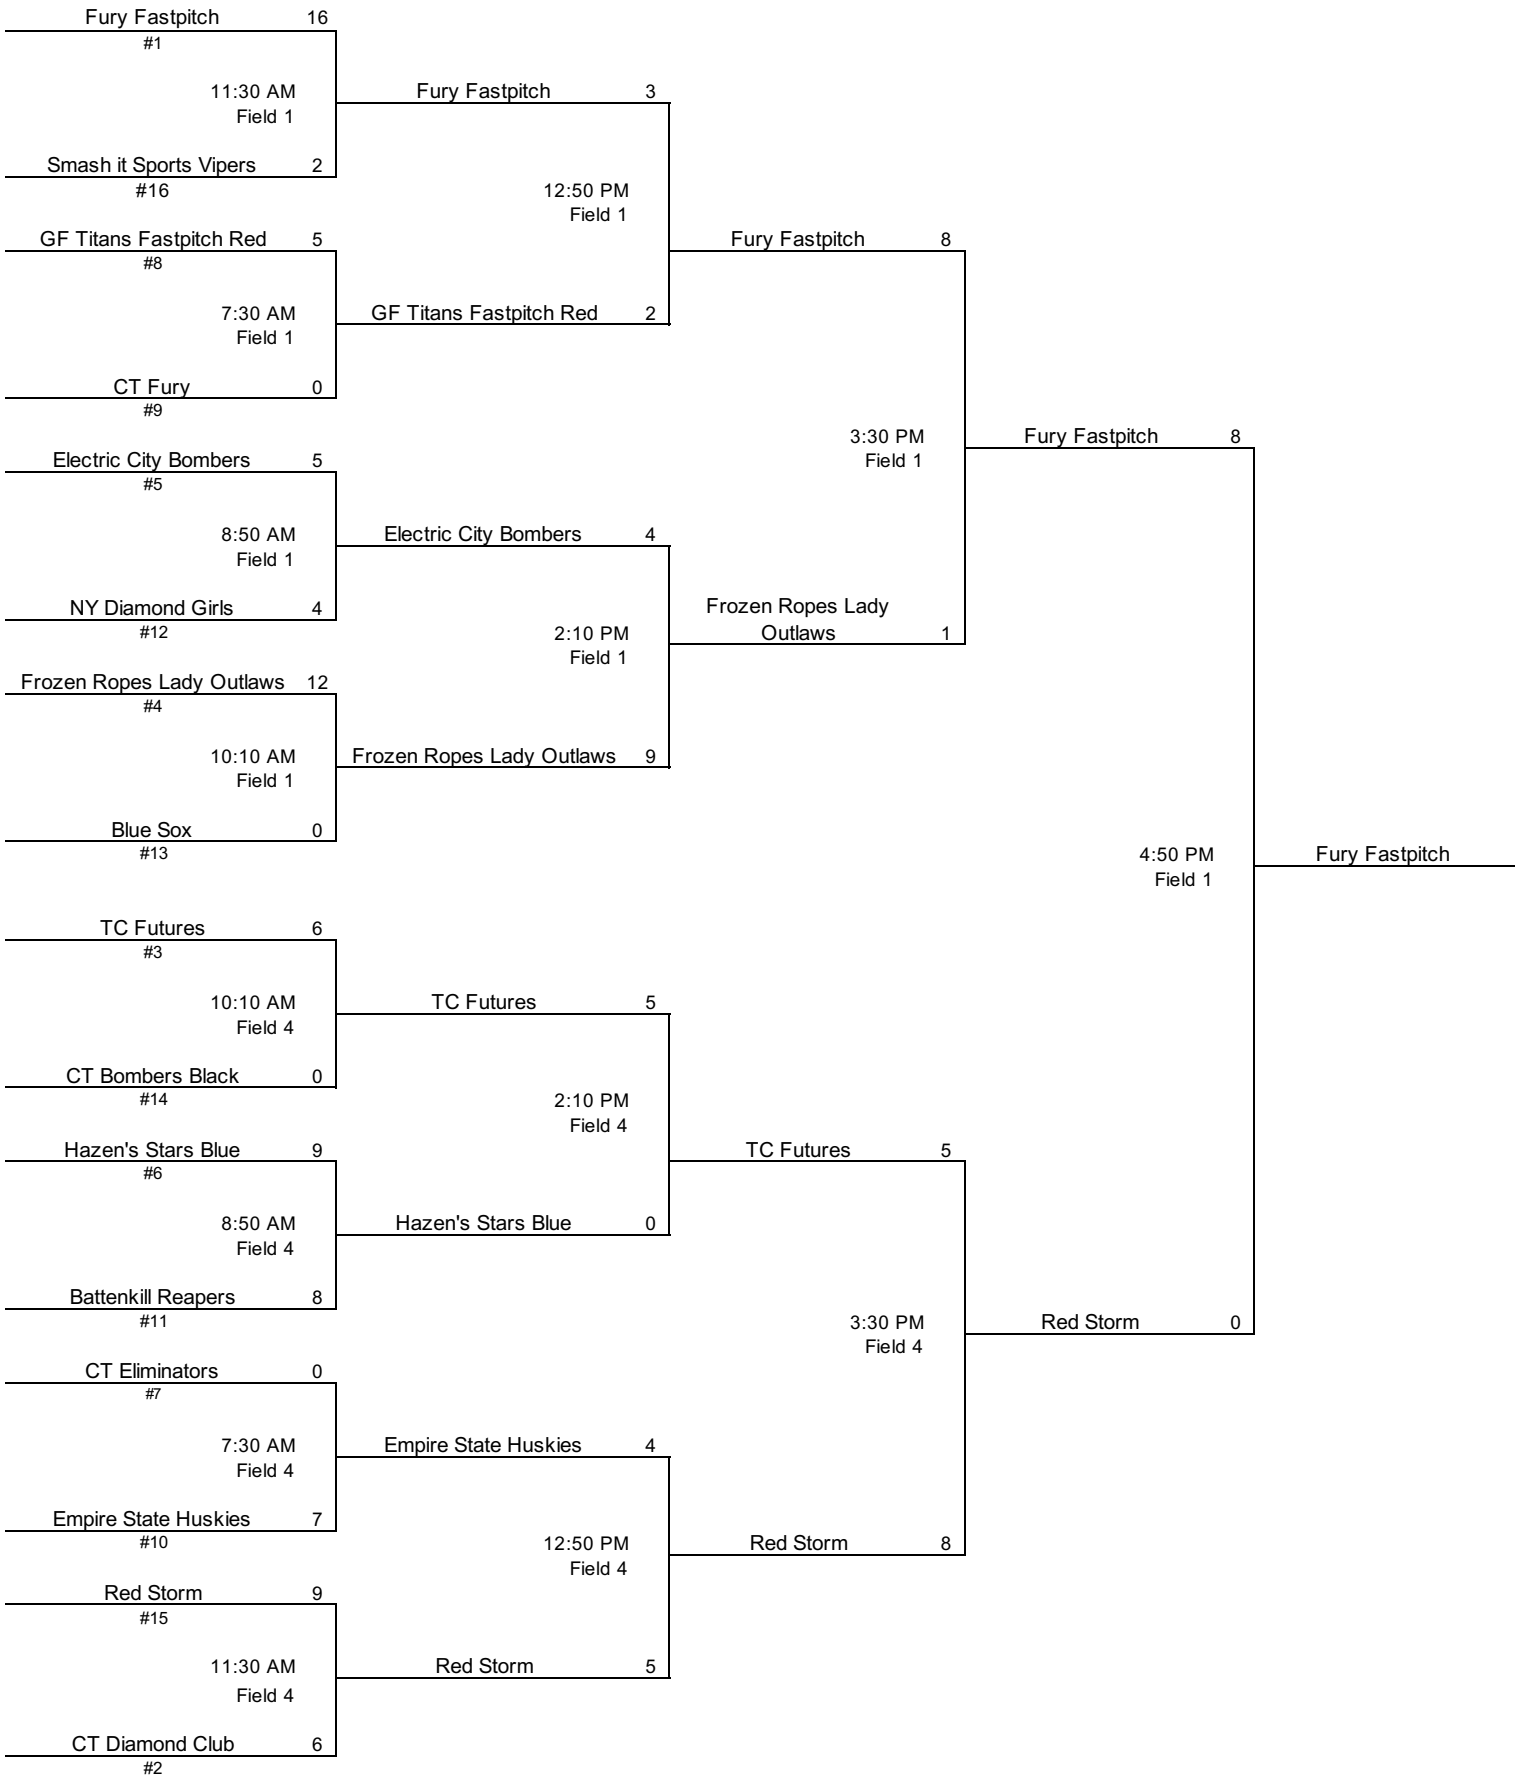 Fury Fastpitch 16
#1
11:30 AM
Field 1
Smash it Sports Vipers 2
#16
Fury Fastpitch 3
12:50 PM
Field 1
GF Titans Fastpitch Red 5
#8
7:30 AM
Field 1
CT Fury 0
#9
GF Titans Fastpitch Red 2
Fury Fastpitch 8
3:30 PM
Field 1
Electric City Bombers 5
#5
8:50 AM
Field 1
NY Diamond Girls 4
#12
Electric City Bombers 4
2:10 PM
Field 1
Frozen Ropes Lady
Outlaws 1
Frozen Ropes Lady Outlaws 12
#4
10:10 AM
Field 1
Blue Sox 0
#13
Frozen Ropes Lady Outlaws 9
Fury Fastpitch 8
4:50 PM
Field 1
Fury Fastpitch
TC Futures 6
#3
10:10 AM
Field 4
CT Bombers Black 0
#14
TC Futures 5
2:10 PM
Field 4
Hazen's Stars Blue 9
#6
8:50 AM
Field 4
Battenkill Reapers 8
#11
Hazen's Stars Blue 0
TC Futures 5
3:30 PM
Field 4
Red Storm 0
CT Eliminators 0
#7
7:30 AM
Field 4
Empire State Huskies 7
#10
Empire State Huskies 4
12:50 PM
Field 4
Red Storm 8
Red Storm 9
#15
11:30 AM
Field 4
CT Diamond Club 6
#2
Red Storm 5